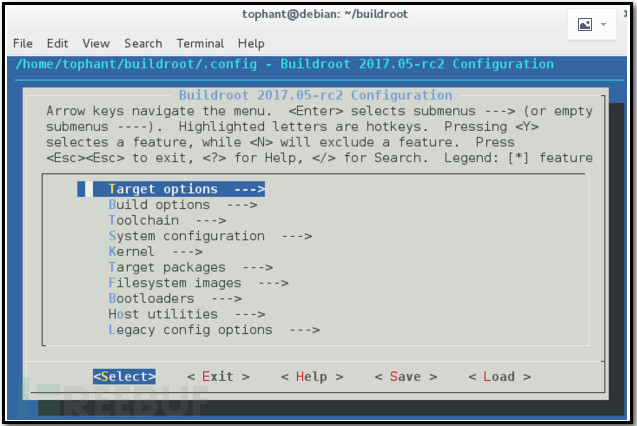 tophant@debian: ~/buildroot
File Edit View Search Terminal Help
/home/tophant/buildroot/.config - Buildroot 2017.05-rc2 Configuration
Buildroot 2017.05-rc2 Configuration
Arrow keys navigate the menu. <Enter> selects submenus ---> (or empty
submenus ----). Highlighted letters are hotkeys. Pressing <Y>
selectes a feature, while <N> will exclude a feature. Press
<Esc><Esc> to exit, <?> for Help, </> for Search. Legend: [*] feature
Target options --->
Build options --->
Toolchain --->
System configuration --->
Kernel --->
Target packages --->
Filesystem images --->
Bootloaders --->
Host utilities --->
Legacy config options --->
<Select> < Exit > < Help > < Save > < Load >
REEBUF